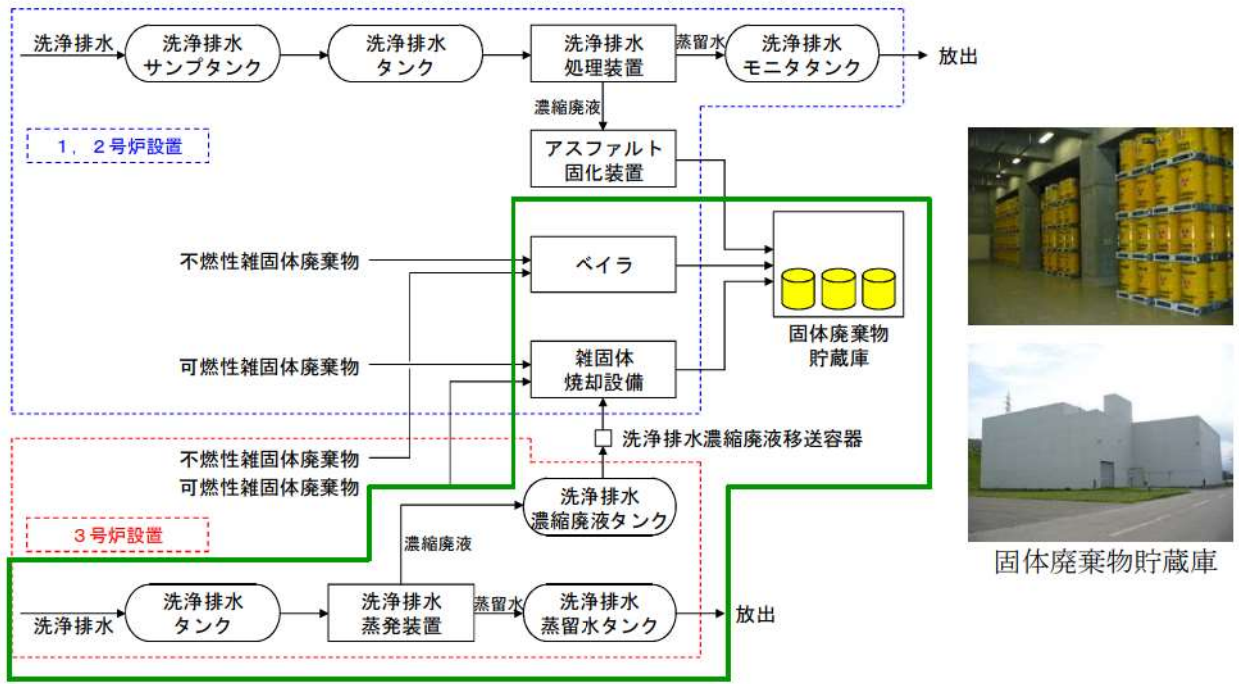 洗浄排水
洗浄排水
サンプタンク
洗浄排水
タンク
洗浄排水
処理装置
蒸留水
洗浄排水
モニタタンク
放出
濃縮廃液
1，2号炉設置
アスファルト
固化装置
不燃性雑固体廃棄物
ベイラ
固体廃棄物
貯蔵庫
可燃性雑固体廃棄物
雑固体
焼却設備
洗浄排水濃縮廃液移送容器
不燃性雑固体廃棄物
可燃性雑固体廃棄物
洗浄排水
濃縮廃液タンク
3号炉設置
濃縮廃液
洗浄排水
洗浄排水
タンク
洗浄排水
蒸発装置
蒸留水
洗浄排水
蒸留水タンク
放出
固体廃棄物貯蔵庫